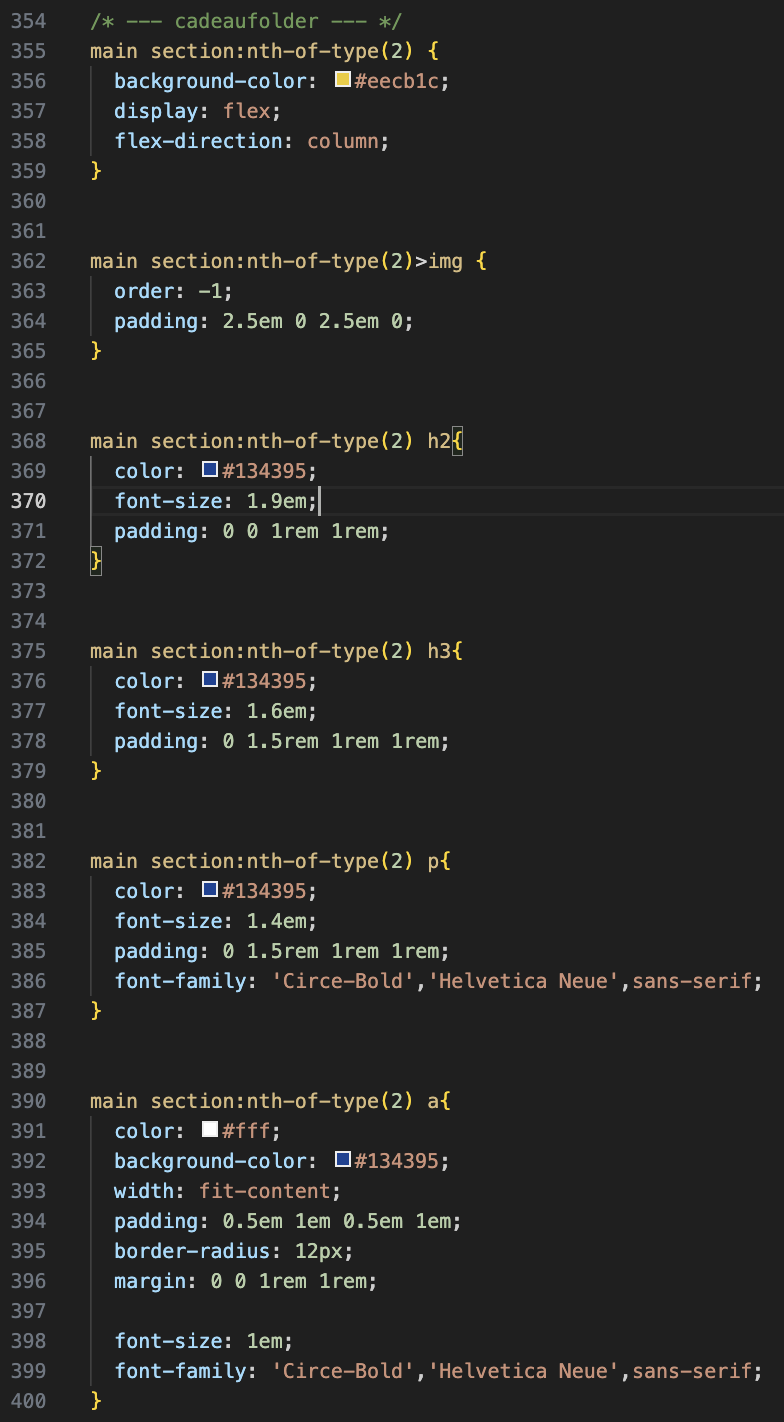 354 /* --- cadeaufolder --- */
355 main section:nth-of-type(2) {
356 background-color: #eecb1c;
357 display: flex;
358 flex-direction: column;
359 }
360
361
362 main section:nth-of-type(2)>img {
363 order: -1;
364 padding: 2.5em 0 2.5em 0;
365 }
366
367
368 main section:nth-of-type(2) h2{
369 color: #134395;
370 font-size: 1.9em;
371 padding: 0 0 1rem 1rem;
372 }
373
374
375 main section:nth-of-type(2) h3{
376 color: #134395;
377 font-size: 1.6em;
378 padding: 0 1.5rem 1rem 1rem;
379 }
380
381
382 main section:nth-of-type(2) p{
383 color: #134395;
384 font-size: 1.4em;
385 padding: 0 1.5rem 1rem 1rem;
386 font-family: 'Circe-Bold','Helvetica Neue',sans-serif;
387 }
388
389
390 main section:nth-of-type(2) a{
391 color: #fff;
392 background-color: #134395;
393 width: fit-content;
394 padding: 0.5em 1em 0.5em 1em;
395 border-radius: 12px;
396 margin: 0 0 1rem 1rem;
397
398 font-size: 1em;
399 font-family: 'Circe-Bold','Helvetica Neue',sans-serif;
400 }